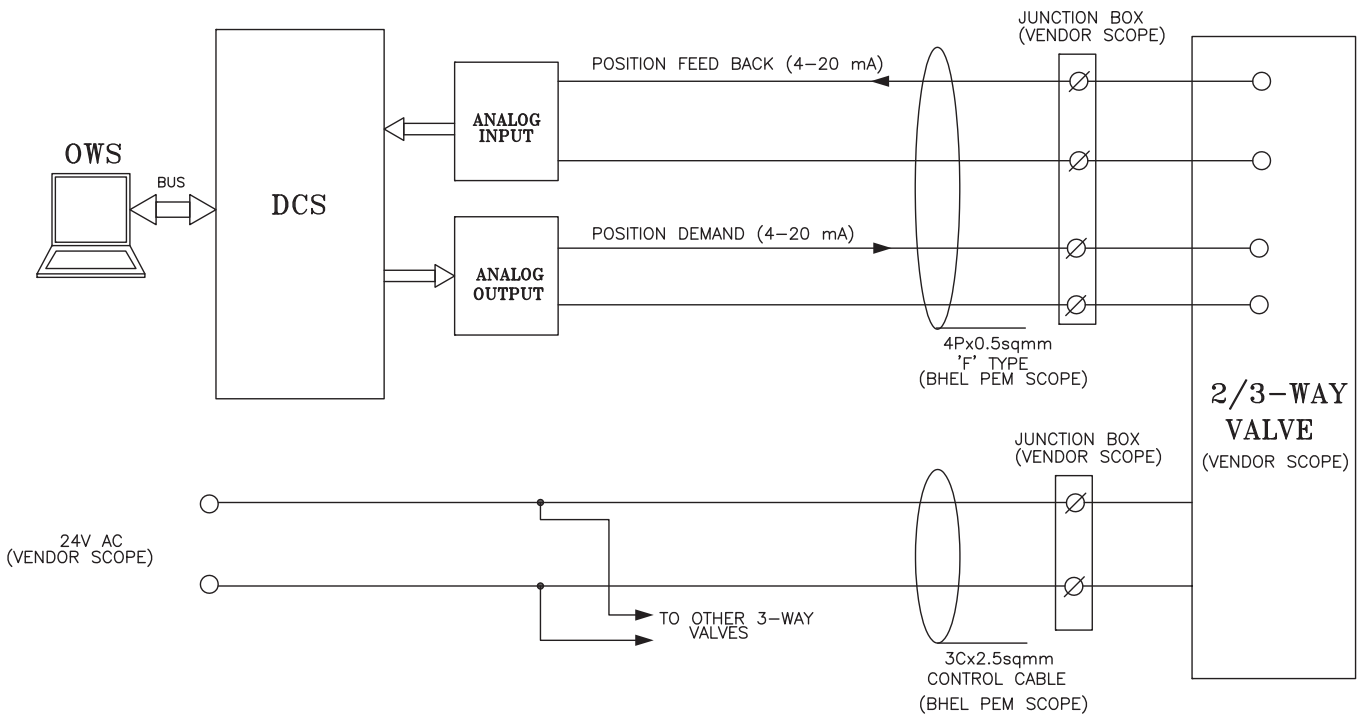 JUNCTION BOX
(VENDOR SCOPE)
POSITION FEED BACK (4-20 mA)
ANALOG
INPUT
OWS
BUS
DCS
POSITION DEMAND (4-20 mA)
ANALOG
OUTPUT
4Px0.5sqmm
'F' TYPE
(BHEL PEM SCOPE)
2/3-WAY
VALVE
(VENDOR SCOPE)
JUNCTION BOX
(VENDOR SCOPE)
24V AC
(VENDOR SCOPE)
TO OTHER 3-WAY
VALVES
3Cx2.5sqmm
CONTROL CABLE
(BHEL PEM SCOPE)